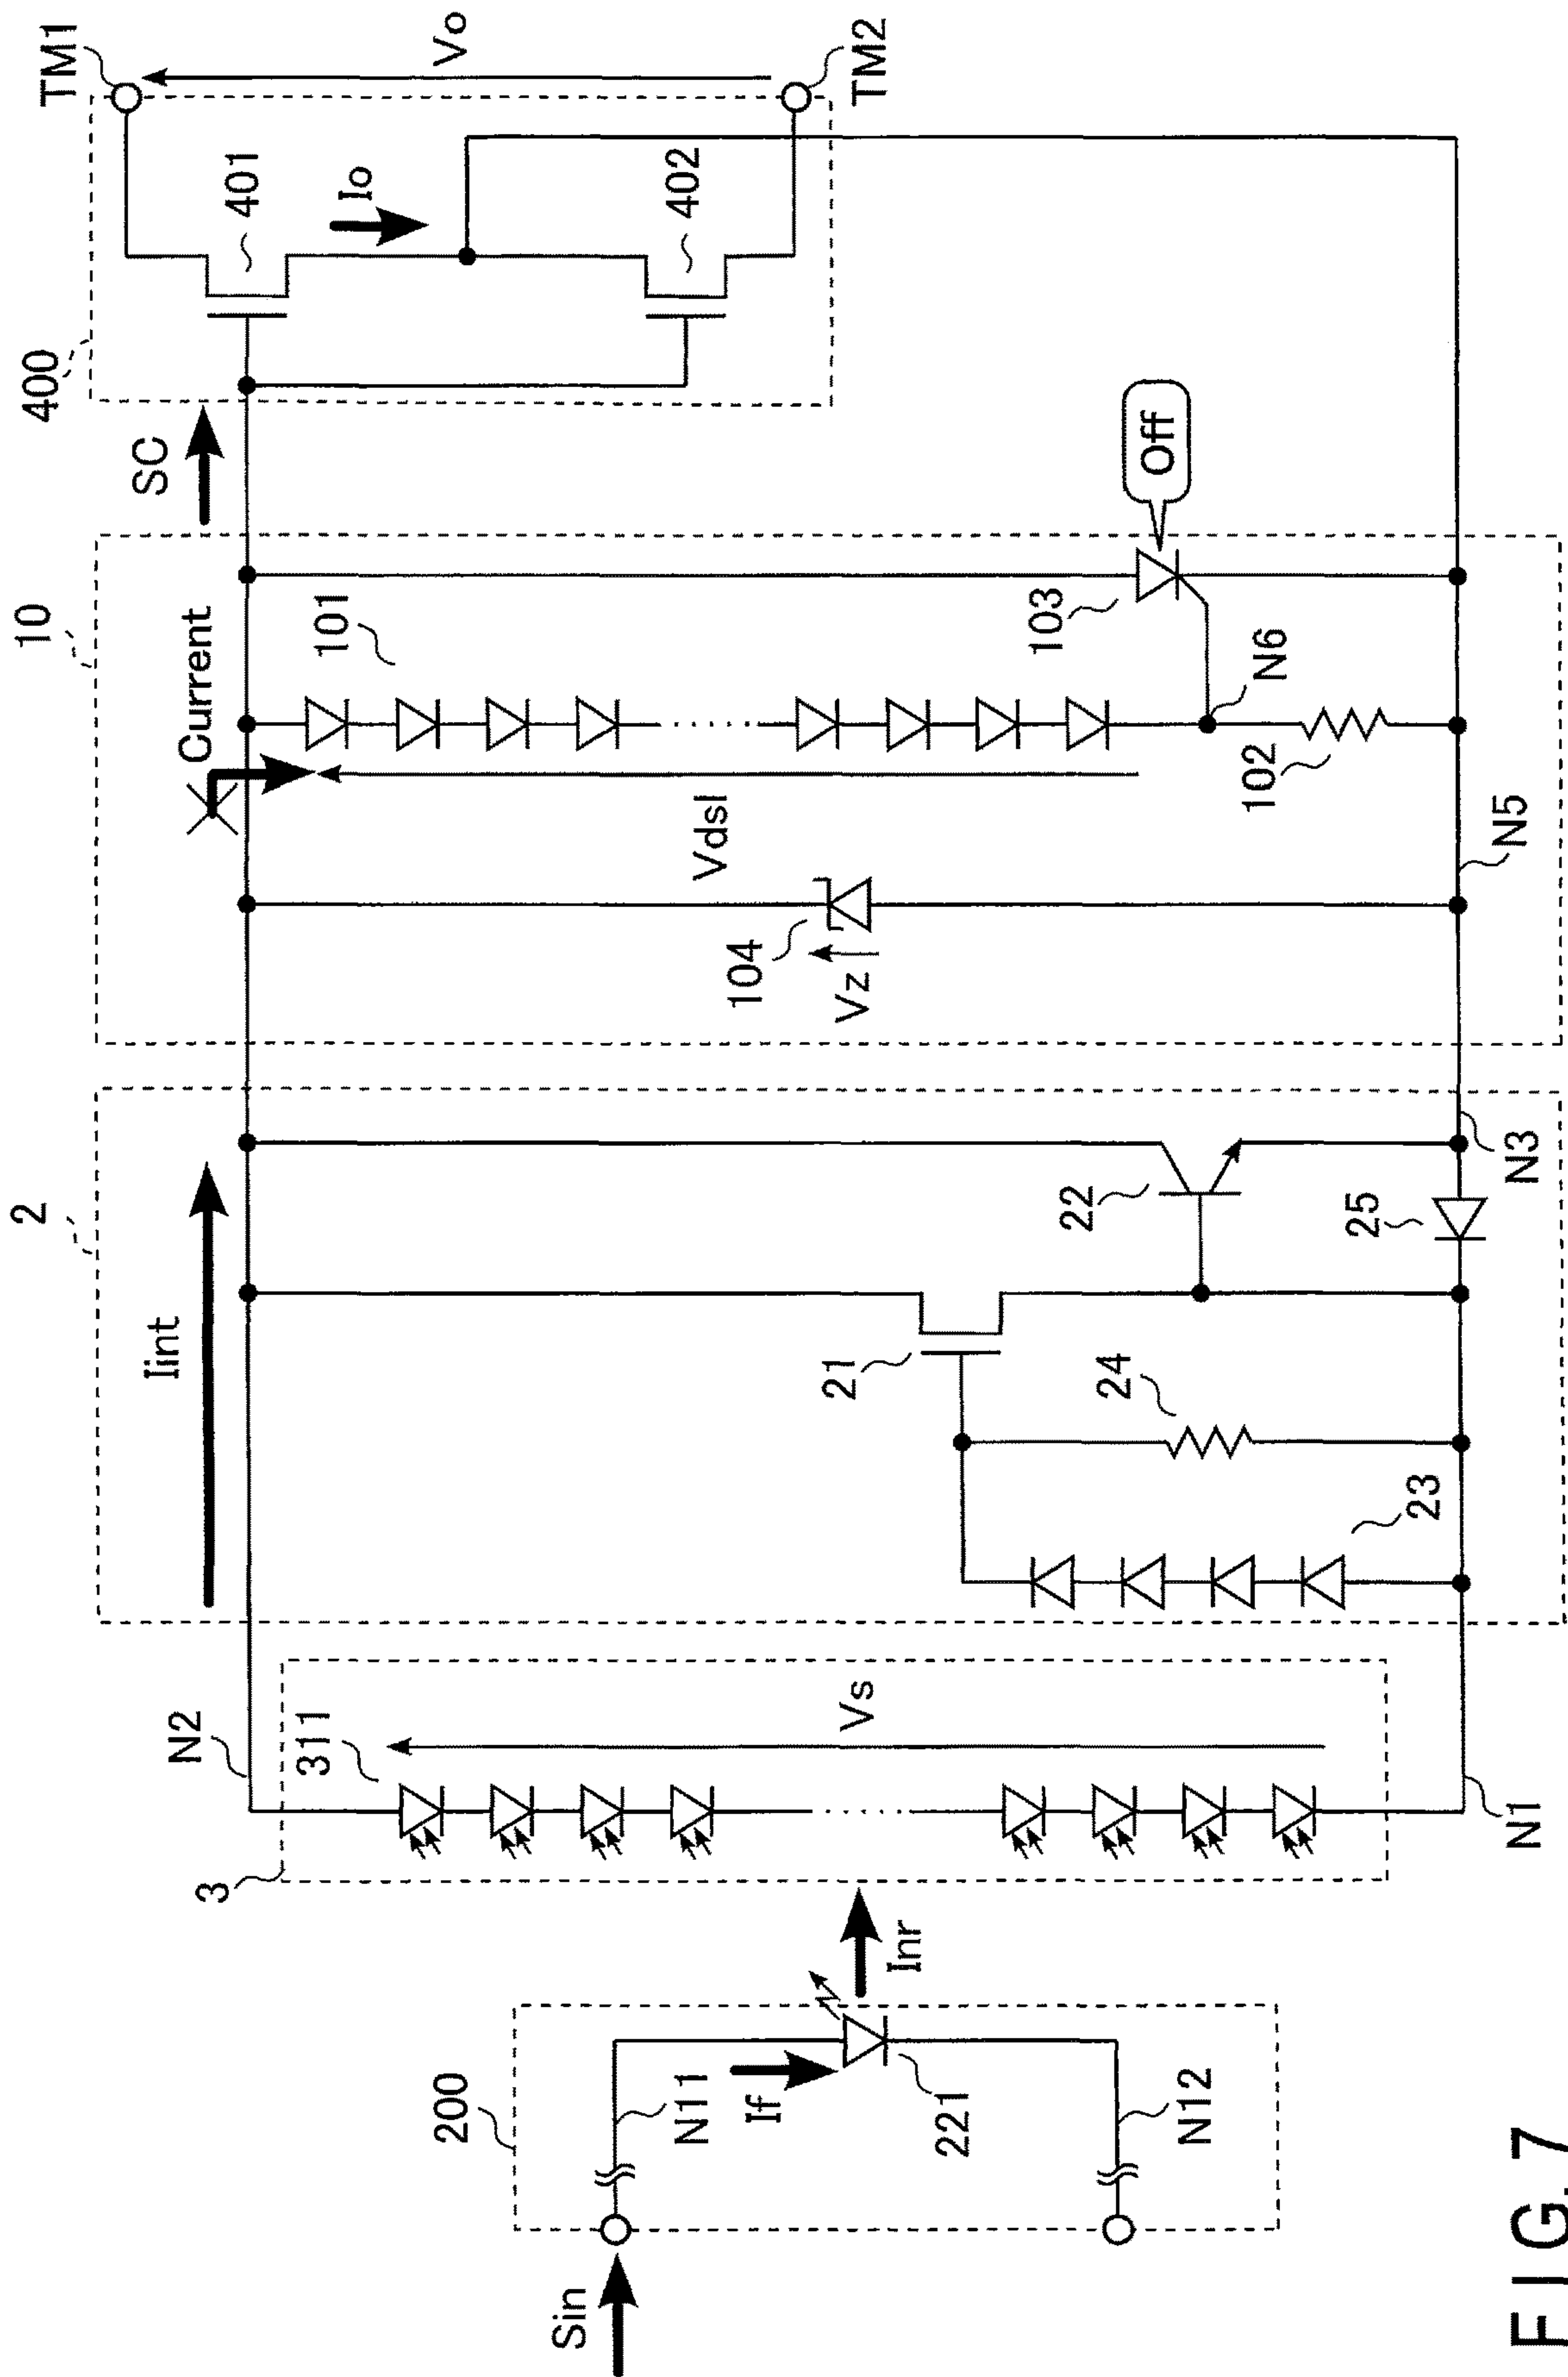 Sin
200
N11
If
221
N12
Inr
3
N2
311
Vs
N1
2
Iint
21
22
23
24
25
N3
10
Current
101
Vdsl
104
Vz
102
103
N6
N5
Off
SC
400
401
Io
402
TM1
Vo
TM2
FIG. 7